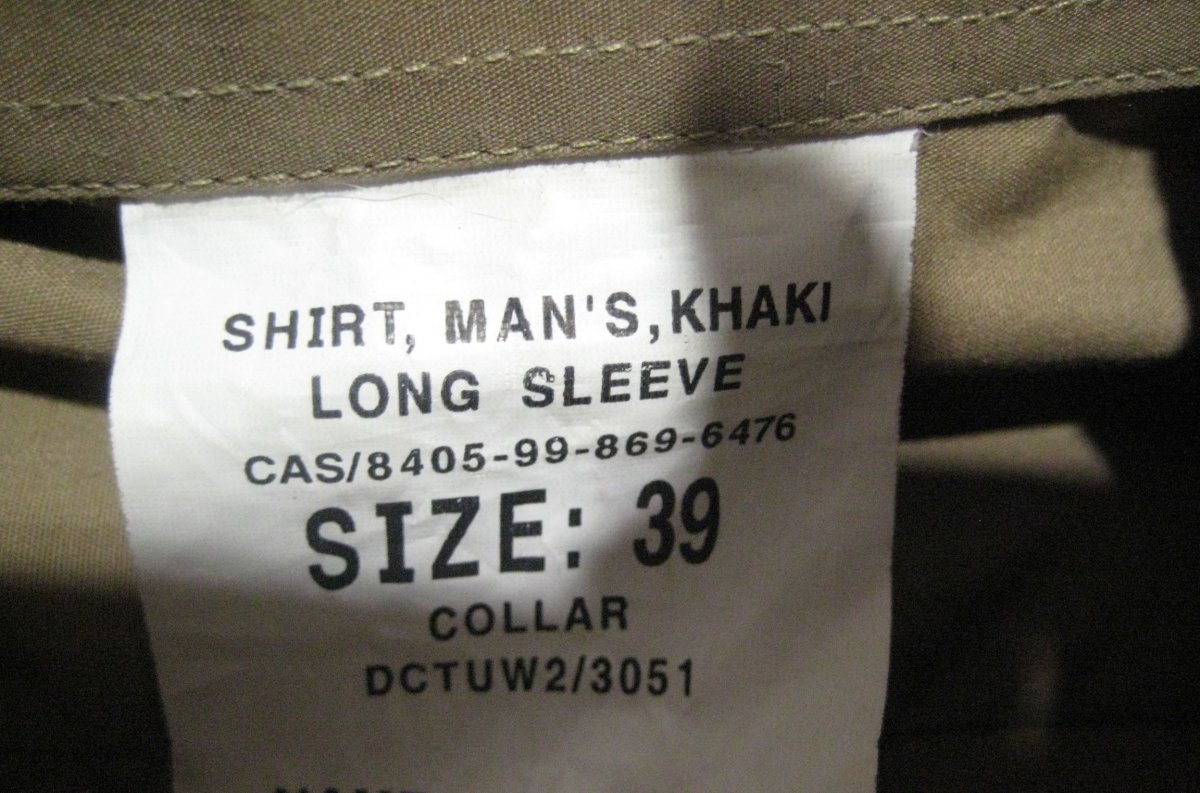 SHIRT, MAN'S, KHAKI
LONG SLEEVE
CAS/8405-99-869-6476
SIZE: 39
COLLAR
DCTUW2/3051